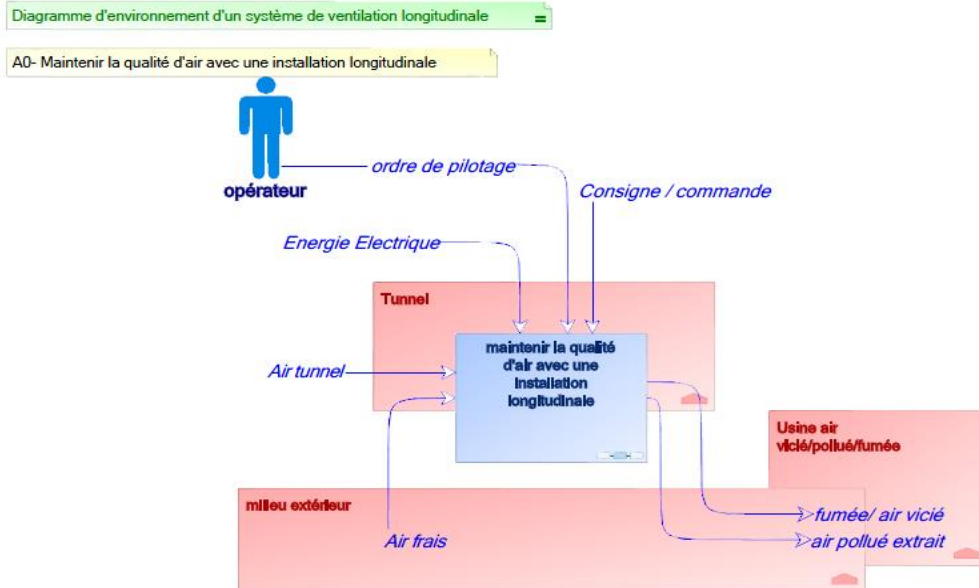 Diagramme d'environnement d'un système de ventilation longitudinale
=
A0- Maintenir la qualité d'air avec une installation longitudinale
ordre de pilotage
opérateur
Consigne / commande
Energie Electrique
Tunnel
maintenir la qualité
d'air avec une
installation
longitudinale
Air tunnel
Usine air
vicié/pollué/fumée
milieu extérieur
fumée/ air vicié
Air frais
air pollué extrait